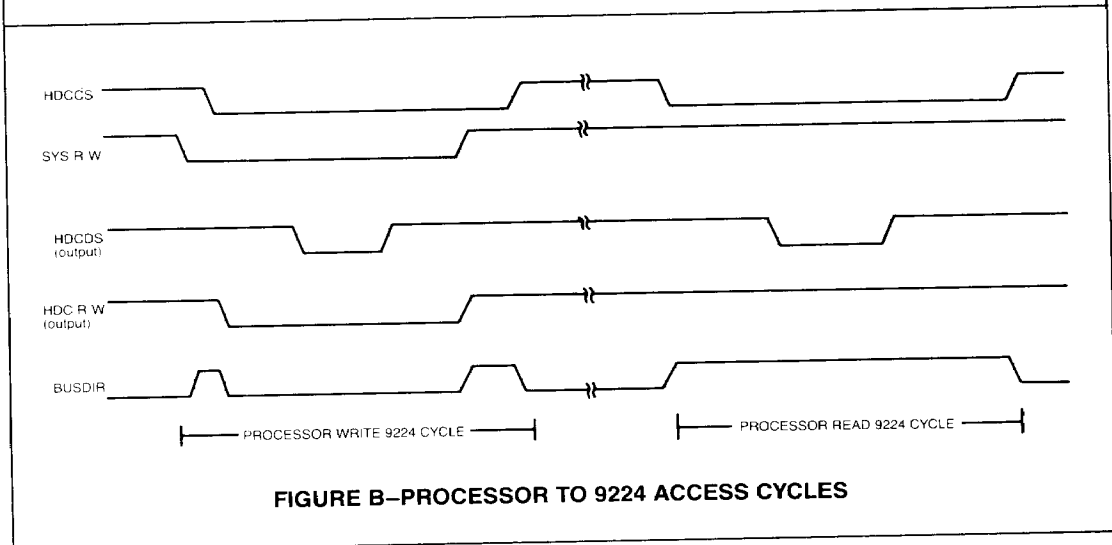 HDCCS
SYS R W
HDCDS
(output)
HDC R W
(output)
BUSDIR
PROCESSOR WRITE 9224 CYCLE
PROCESSOR READ 9224 CYCLE
FIGURE B–PROCESSOR TO 9224 ACCESS CYCLES